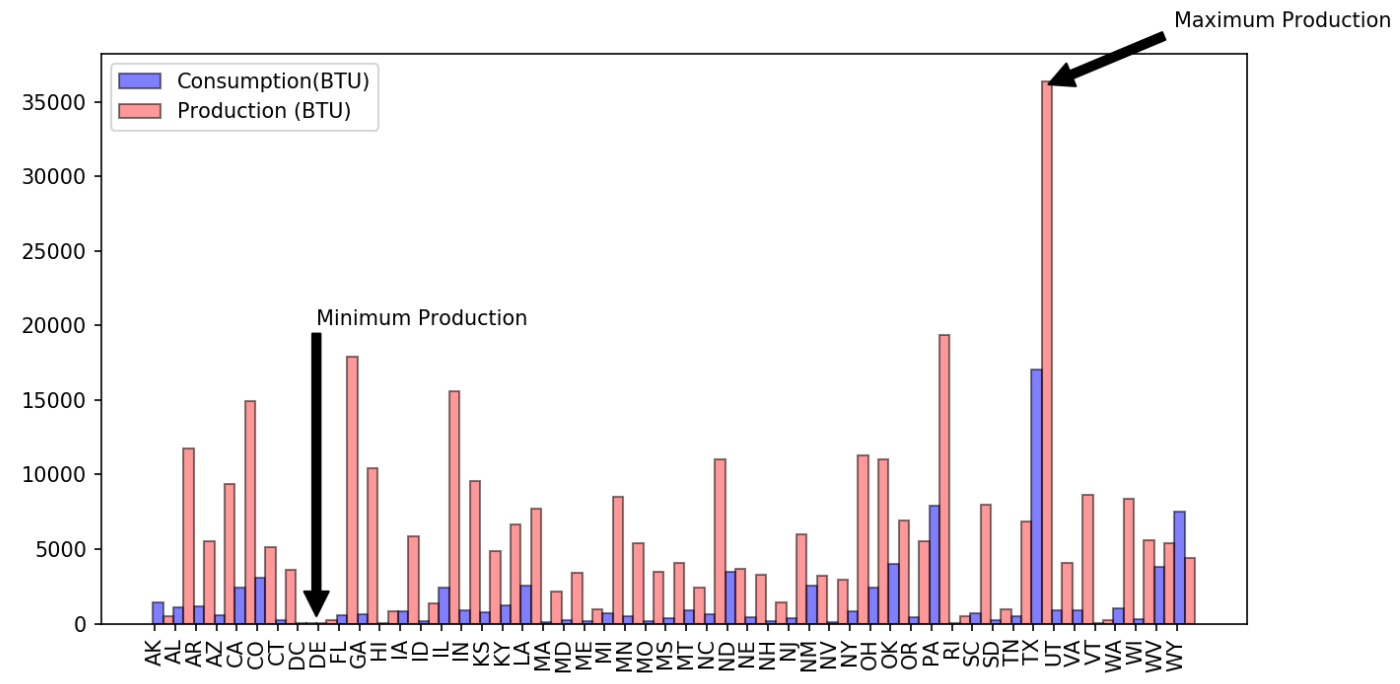 Maximum Production
Consumption(BTU)
Production (BTU)
35000
30000
25000
20000
15000
10000
5000
0
Minimum Production
AK
AL
AR
AZ
CA
CO
CT
DC
DE
FL
GA
HI
IA
ID
IL
IN
KS
KY
LA
MA
MD
ME
MI
MN
MO
MS
MT
NC
ND
NE
NH
NJ
NM
NV
NY
OH
OK
OR
PA
RI
SC
SD
TN
TX
UT
VA
VT
WA
WI
WV
WY